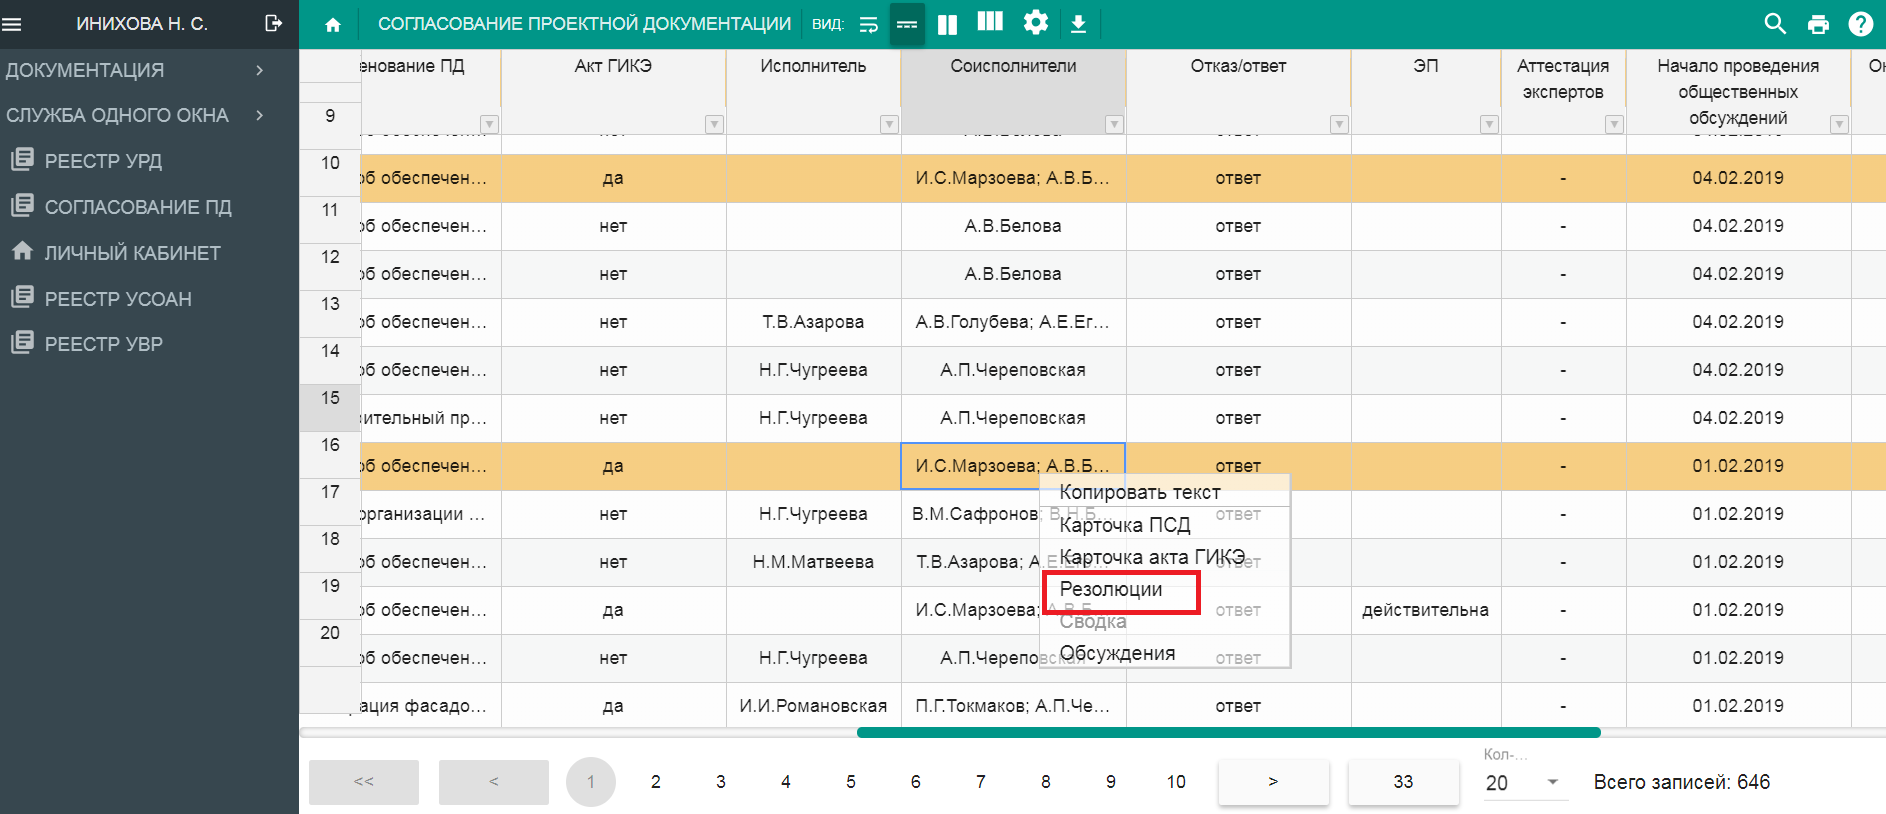 ИНИХОВА Н. С.
СОГЛАСОВАНИЕ ПРОЕКТНОЙ ДОКУМЕНТАЦИИ ВИД:
ДОКУМЕНТАЦИЯ
СЛУЖБА ОДНОГО ОКНА
РЕЕСТР УРД
СОГЛАСОВАНИЕ ПД
ЛИЧНЫЙ КАБИНЕТ
РЕЕСТР УСОАН
РЕЕСТР УВР
енование ПД Акт ГИКЭ Исполнитель Соисполнители Отказ/ответ ЭП Аттестация экспертов Начало проведения общественных обсуждений
9
10 об обеспечен... да И.С.Марзоева; А.В.Б... ответ - 04.02.2019
11 об обеспечен... нет А.В.Белова ответ - 04.02.2019
12 об обеспечен... нет А.В.Белова ответ - 04.02.2019
13 об обеспечен... нет Т.В.Азарова А.В.Голубева; А.Е.Ег... ответ - 04.02.2019
14 об обеспечен... нет Н.Г.Чугреева А.П.Череповская ответ - 04.02.2019
15 зительный пр... нет Н.Г.Чугреева А.П.Череповская ответ - 04.02.2019
16 об обеспечен... да И.С.Марзоева; А.В.Б... ответ - 01.02.2019
17 организации ... нет Н.Г.Чугреева В.М.Сафронов; В.Н.Б... ответ - 01.02.2019
18 об обеспечен... нет Н.М.Матвеева Т.В.Азарова; А.Е.Ег... ответ - 01.02.2019
19 об обеспечен... да И.С.Марзоева; А.В.Б... ответ действительна - 01.02.2019
20 об обеспечен... нет Н.Г.Чугреева А.П.Череповская ответ - 01.02.2019
рация фасадо... да И.И.Романовская П.Г.Токмаков; А.П.Че... ответ - 01.02.2019
Копировать текст
Карточка ПСД
Карточка акта ГИКЭ
Резолюции
Сводка
Обсуждения
<< < 1 2 3 4 5 6 7 8 9 10 > 33
Кол-...
20
Всего записей: 646